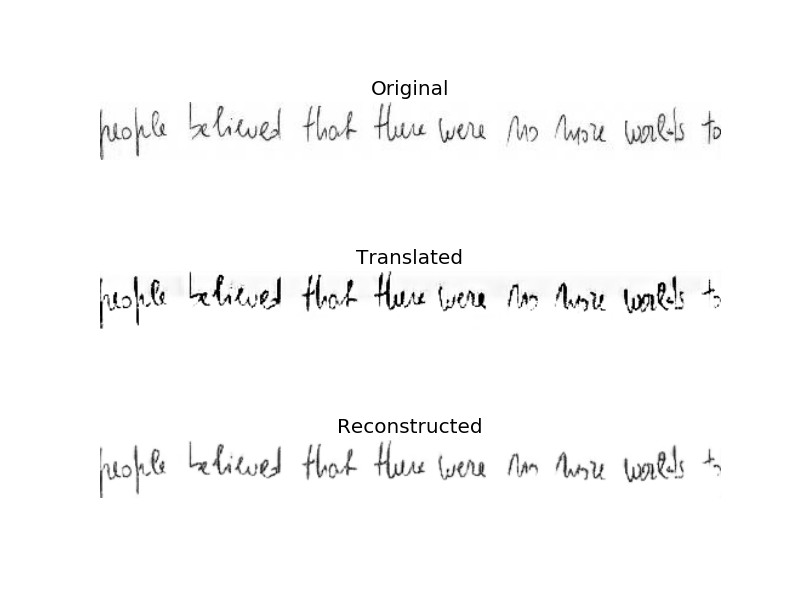 Original
people believed that there were no more worlds to
Translated
people believed that there were no more worlds to
Reconstructed
people believed that there were no more worlds to